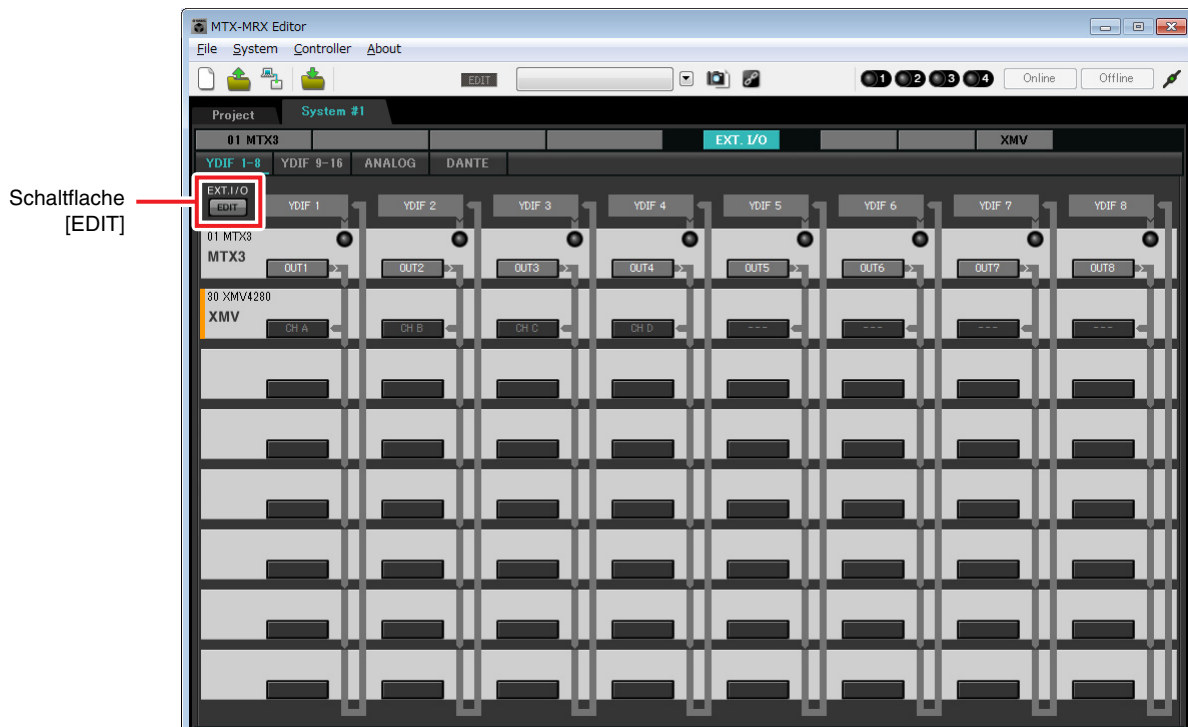 MTX-MRX Editor
File System Controller About
EDIT 1 2 3 4 Online Offline
Project System #1
01 MTX3 EXT. I/O XMV
YDIF 1-8 YDIF 9-16 ANALOG DANTE
Schaltflache
[EDIT]
EXT.I/O
EDIT
YDIF 1 YDIF 2 YDIF 3 YDIF 4 YDIF 5 YDIF 6 YDIF 7 YDIF 8
01 MTX3
MTX3
OUT1 OUT2 OUT3 OUT4 OUT5 OUT6 OUT7 OUT8
30 XMV4280
XMV
CH A CH B CH C CH D --- --- --- ---